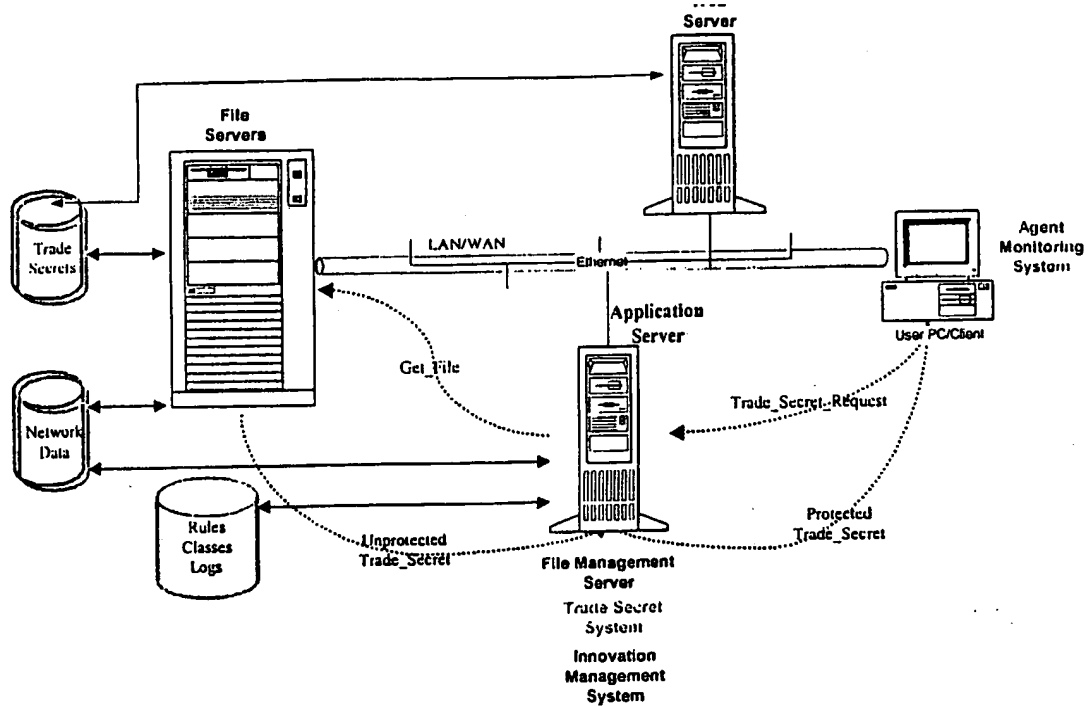 Server
File
Servers
Trade
Secrets
LAN/WAN
Ethernet
Agent
Monitoring
System
User PC/Client
Application
Server
Get_File
Trade_Secret_Request
Network
Data
Rules
Classes
Logs
Unprotected
Trade_Secret
Protected
Trade_Secret
File Management
Server
Trade Secret
System
Innovation
Management
System